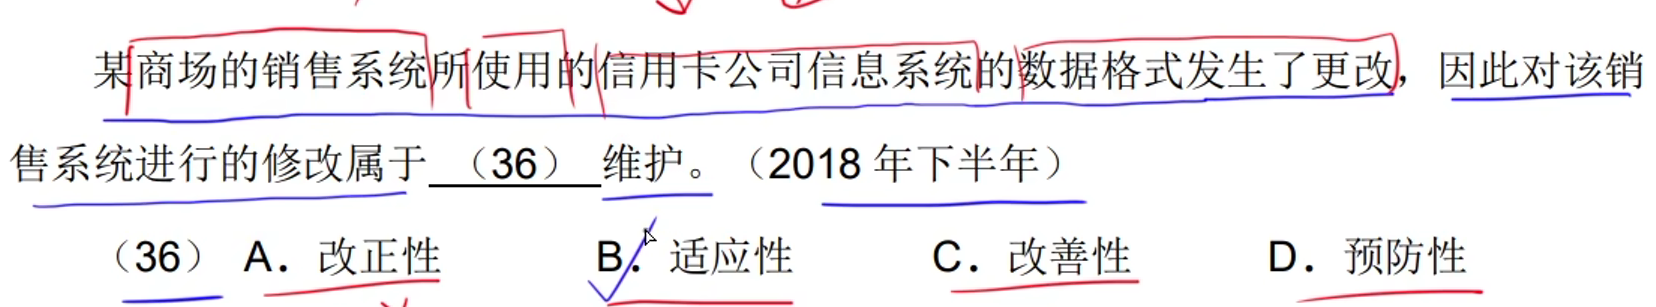 某商场的销售系统所使用的信用卡公司信息系统的数据格式发生了更改，因此对该销
售系统进行的修改属于 （36） 维护。（2018 年下半年）
（36） A．改正性 B．适应性 C．改善性 D．预防性